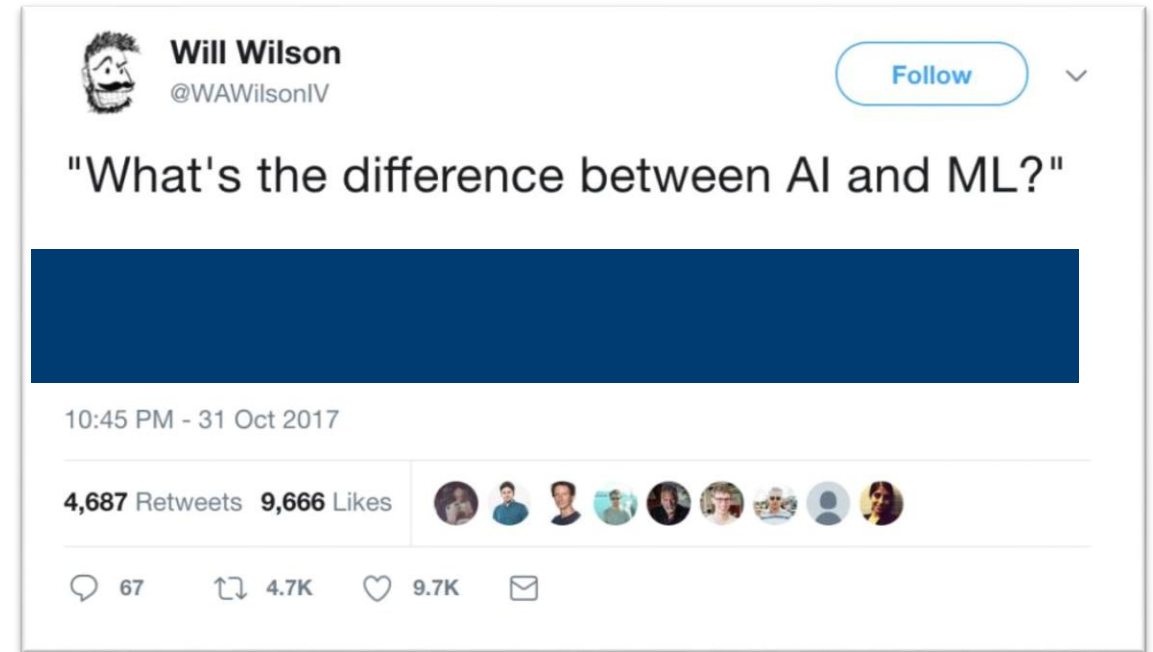 Will Wilson
@WAWilsonIV
Follow
"What's the difference between AI and ML?"
10:45 PM - 31 Oct 2017
4,687 Retweets 9,666 Likes
67 4.7K 9.7K